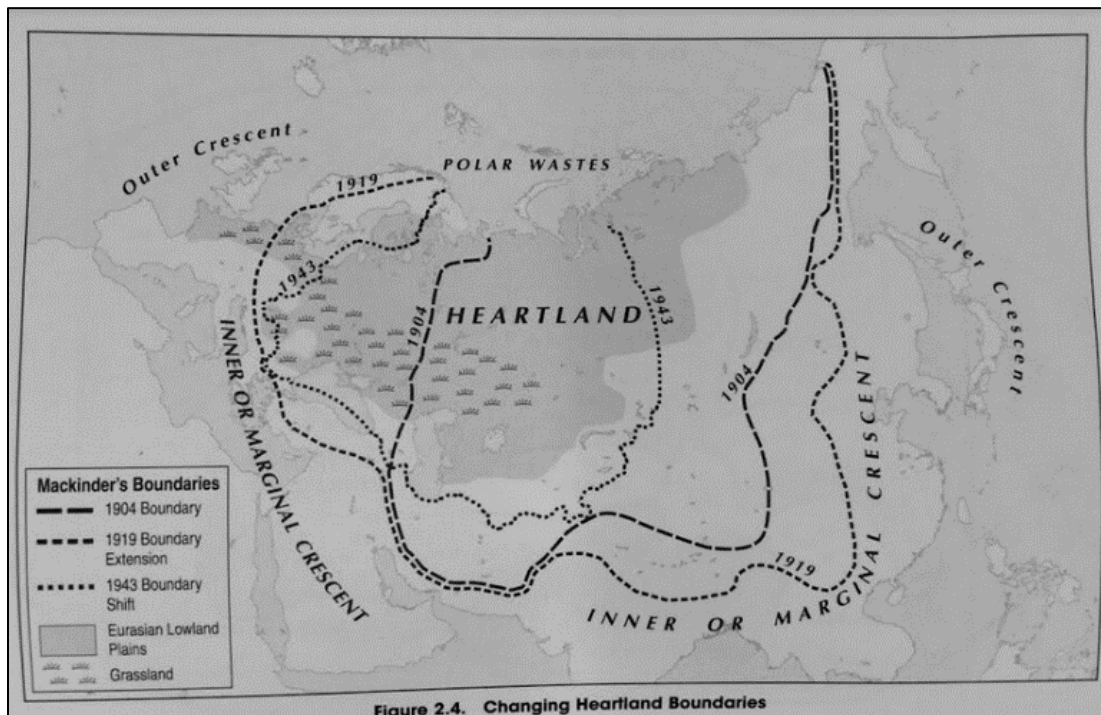 Outer Crescent
POLAR WASTES
1919
1943
1904
HEARTLAND
1943
1904
Outer Crescent
INNER OR MARGINAL CRESCENT
INNER OR MARGINAL CRESCENT
1919
Mackinder's Boundaries
1904 Boundary
1919 Boundary
Extension
1943 Boundary
Shift
Eurasian Lowland
Plains
Grassland
Figure 2.4. Changing Heartland Boundaries